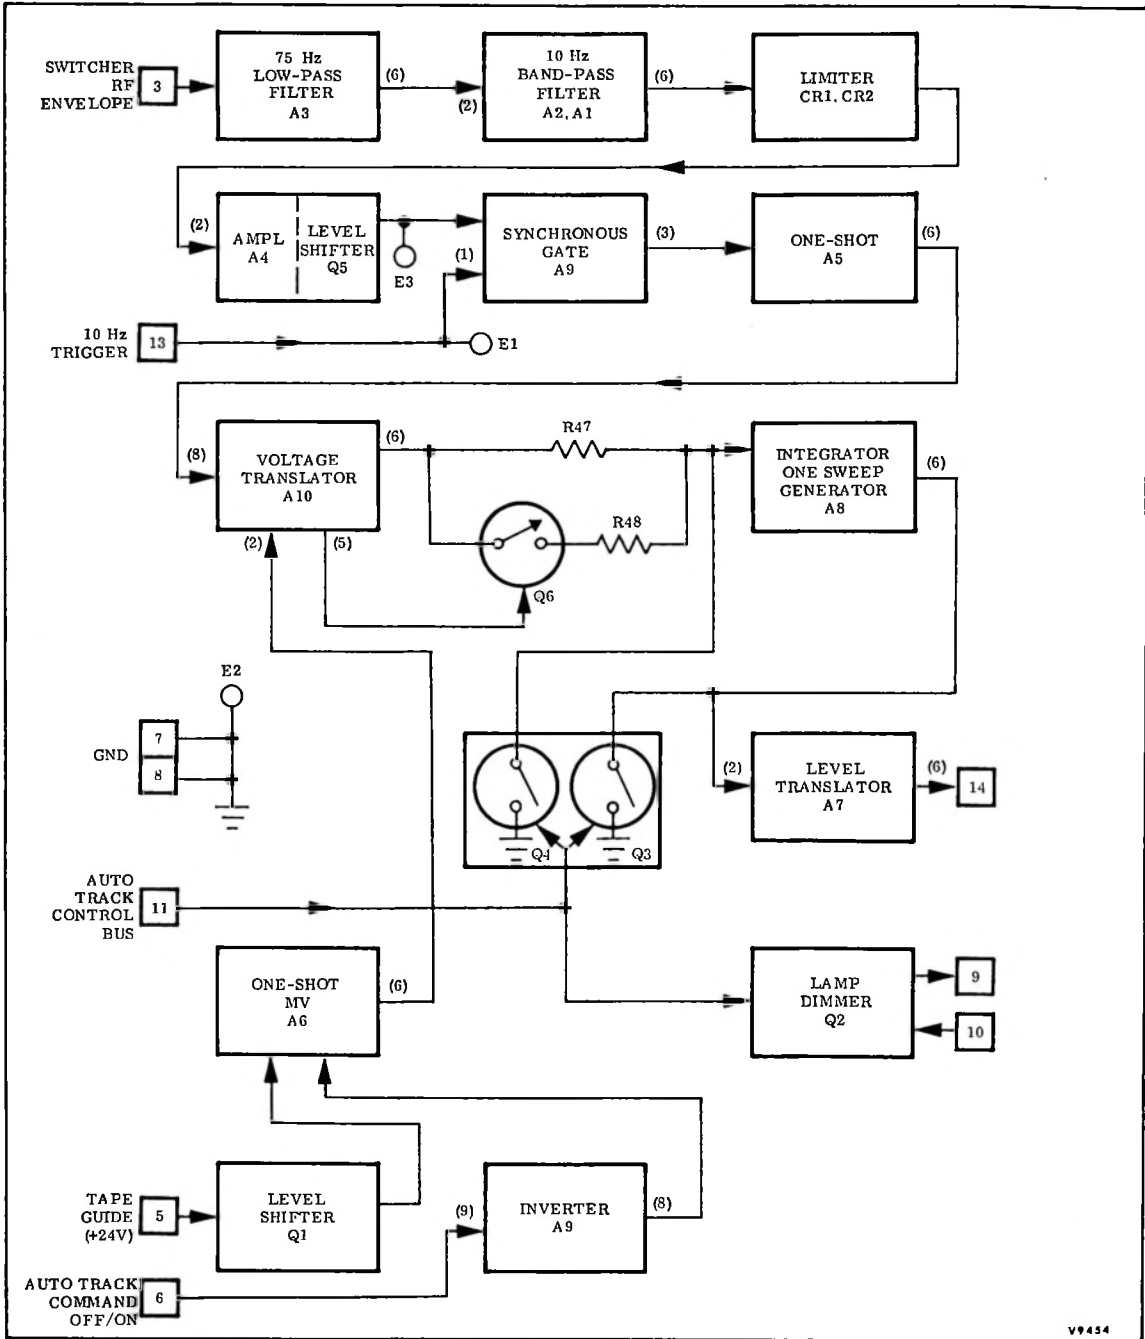 SWITCHER
RF
ENVELOPE
3
75 Hz
LOW-PASS
FILTER
A3
(6)
(2)
10 Hz
BAND-PASS
FILTER
A2, A1
(6)
LIMITER
CR1, CR2
(2)
AMPL
A4
LEVEL
SHIFTER
Q5
E3
(1)
SYNCHRONOUS
GATE
A9
(3)
ONE-SHOT
A5
(6)
10 Hz
TRIGGER
13
E1
(8)
VOLTAGE
TRANSLATOR
A10
(6)
(2)
(5)
R47
R48
Q6
INTEGRATOR
ONE SWEEP
GENERATOR
A8
(6)
E2
GND
7
8
Q4
Q3
(2)
LEVEL
TRANSLATOR
A7
(6)
14
AUTO
TRACK
CONTROL
BUS
11
ONE-SHOT
MV
A6
(6)
LAMP
DIMMER
Q2
9
10
TAPE
GUIDE
(+24V)
5
LEVEL
SHIFTER
Q1
(9)
INVERTER
A9
(8)
AUTO TRACK
COMMAND
OFF/ON
6
V9454